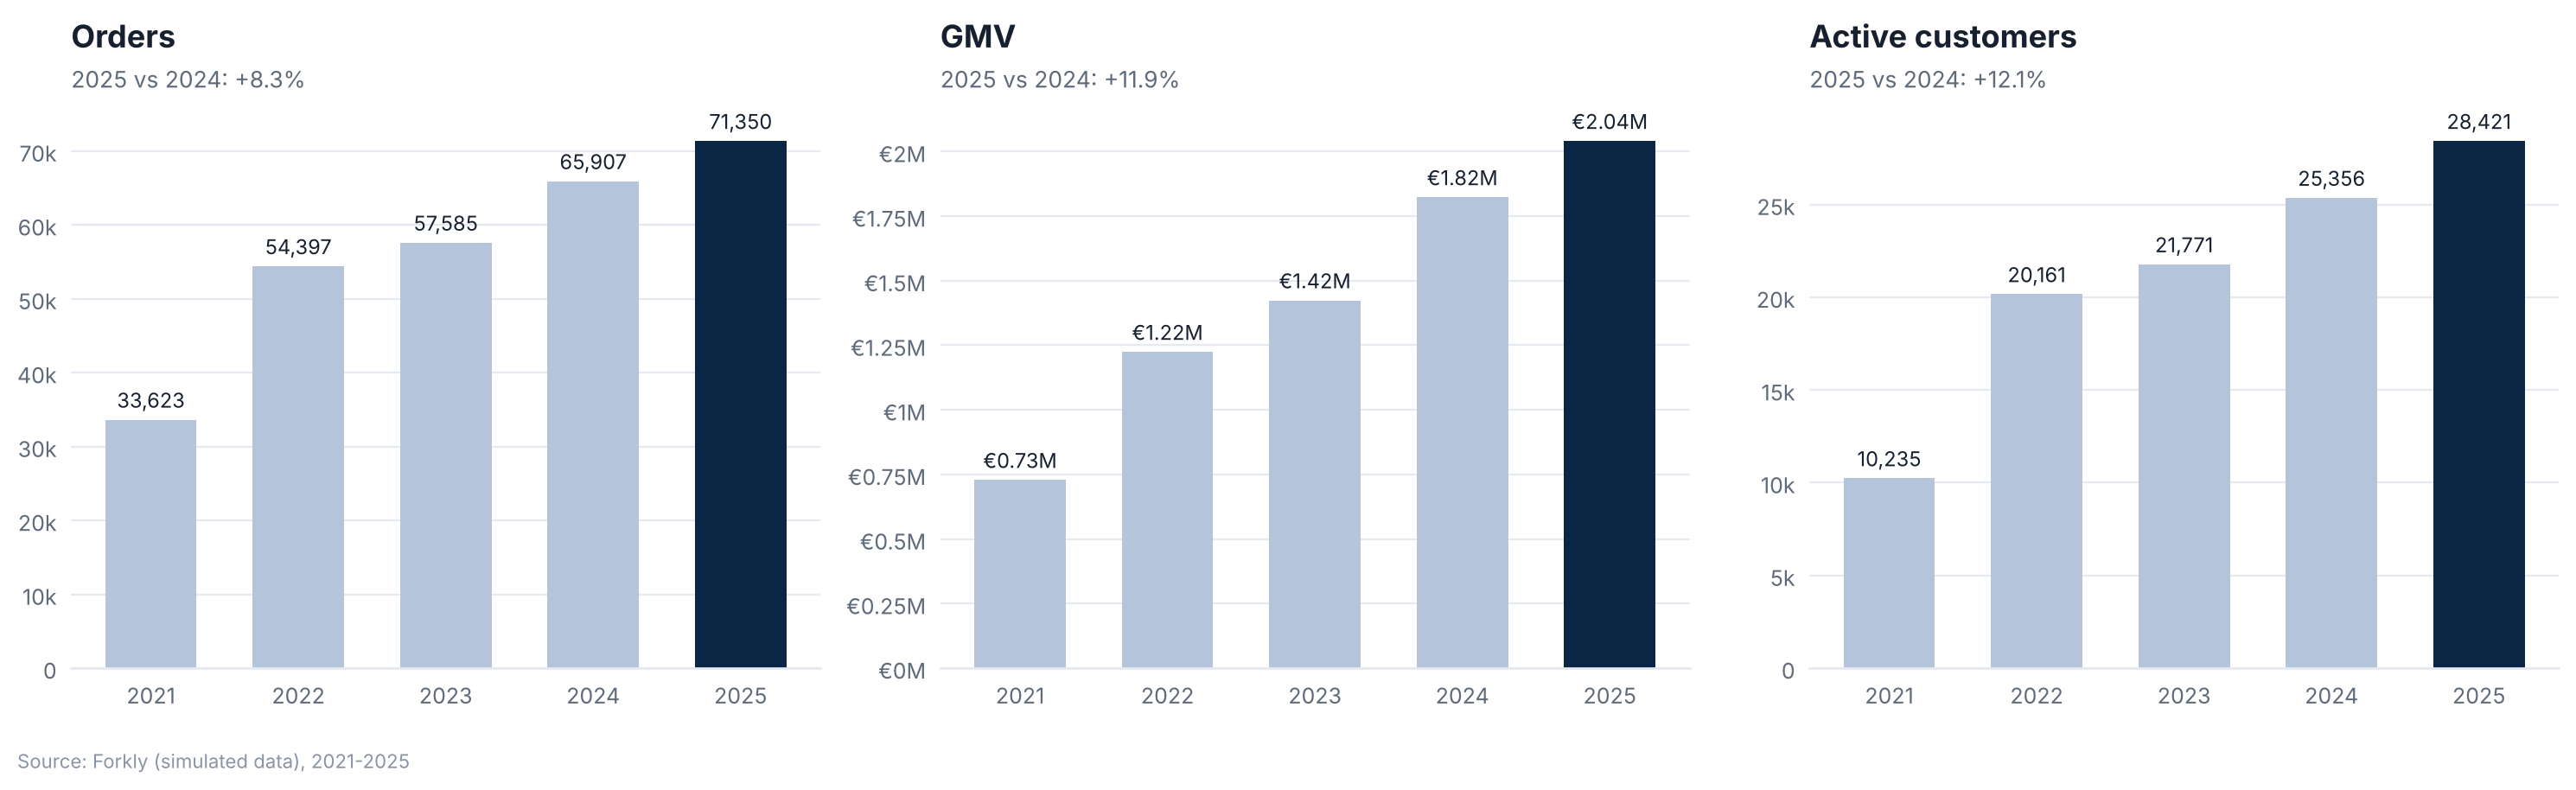 Orders
2025 vs 2024: +8.3%
70k
60k
50k
40k
30k
20k
10k
0
33,623
54,397
57,585
65,907
71,350
2021
2022
2023
2024
2025
GMV
2025 vs 2024: +11.9%
€2M
€1.75M
€1.5M
€1.25M
€1M
€0.75M
€0.5M
€0.25M
€0M
€0.73M
€1.22M
€1.42M
€1.82M
€2.04M
2021
2022
2023
2024
2025
Active customers
2025 vs 2024: +12.1%
25k
20k
15k
10k
5k
0
10,235
20,161
21,771
25,356
28,421
2021
2022
2023
2024
2025
Source: Forkly (simulated data), 2021-2025